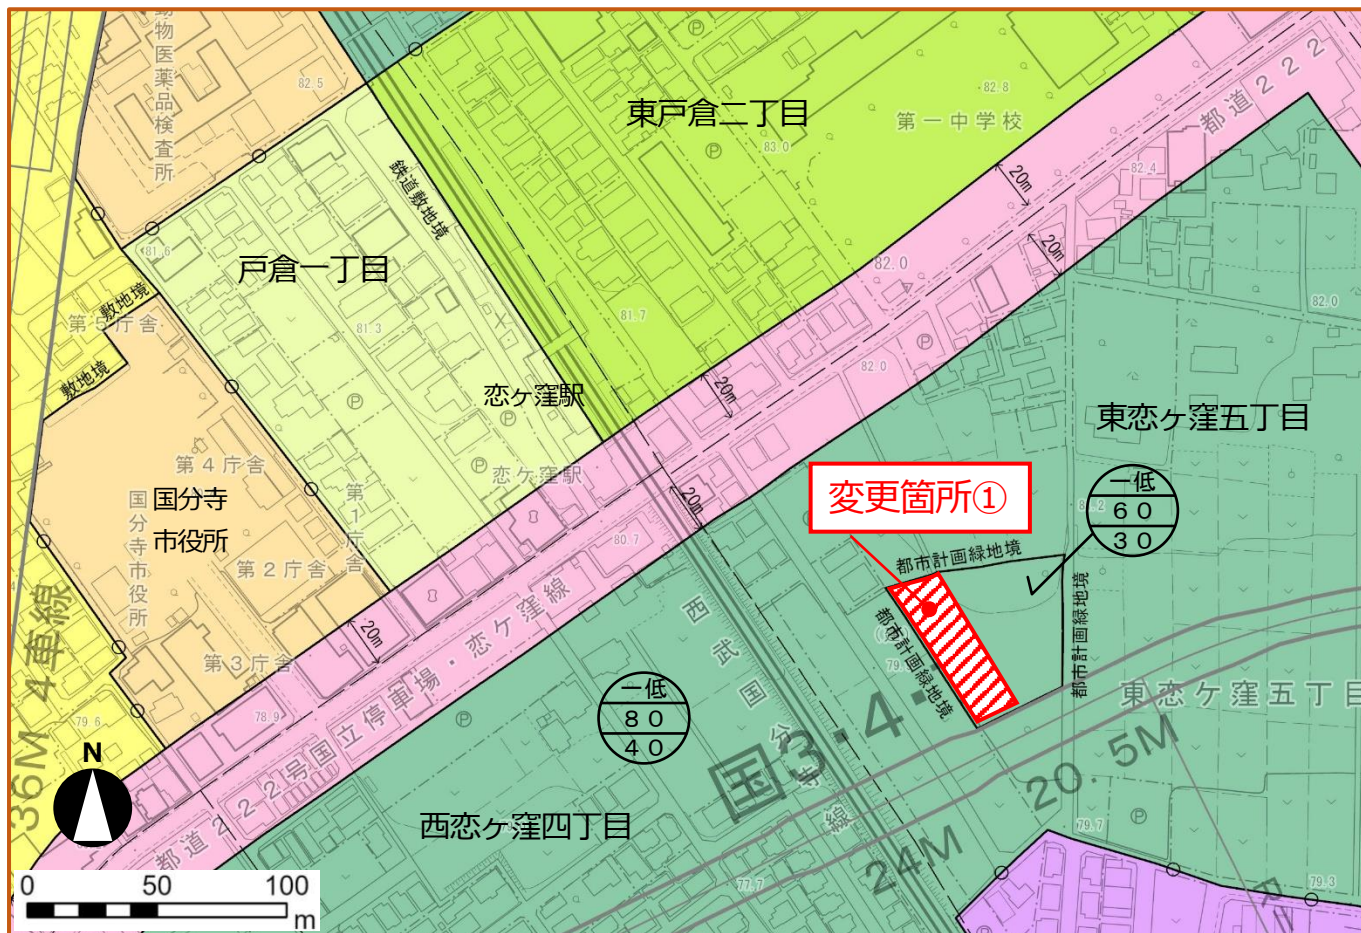 動物医薬品検査所
82.5
東戸倉二丁目
第一中学校
82.8
83.0
都道222
82.4
20m
20m
鉄道敷地境
81.6
戸倉一丁目
敷地境
第5庁舎
敷地境
81.3
81.7
82.0
82.0
82.0
20m
恋ヶ窪駅
恋ヶ窪駅
東恋ヶ窪五丁目
第4庁舎
国分寺
市役所
国分寺市役所
第1庁舎
第2庁舎
第3庁舎
20m
80.7
変更箇所①
一低
60
30
81.2
都市計画緑地境
都市計画緑地境
都市計画緑地境
20m
都道222号国立停車場・恋ヶ窪線
西武国分寺線
79.
東恋ケ窪五丁目
一低
80
40
国3・4・
20.5M
24M
36M 4車線
79.6
78.9
西恋ヶ窪四丁目
77.7
79.7
79.3
N
0 50 100
m
P